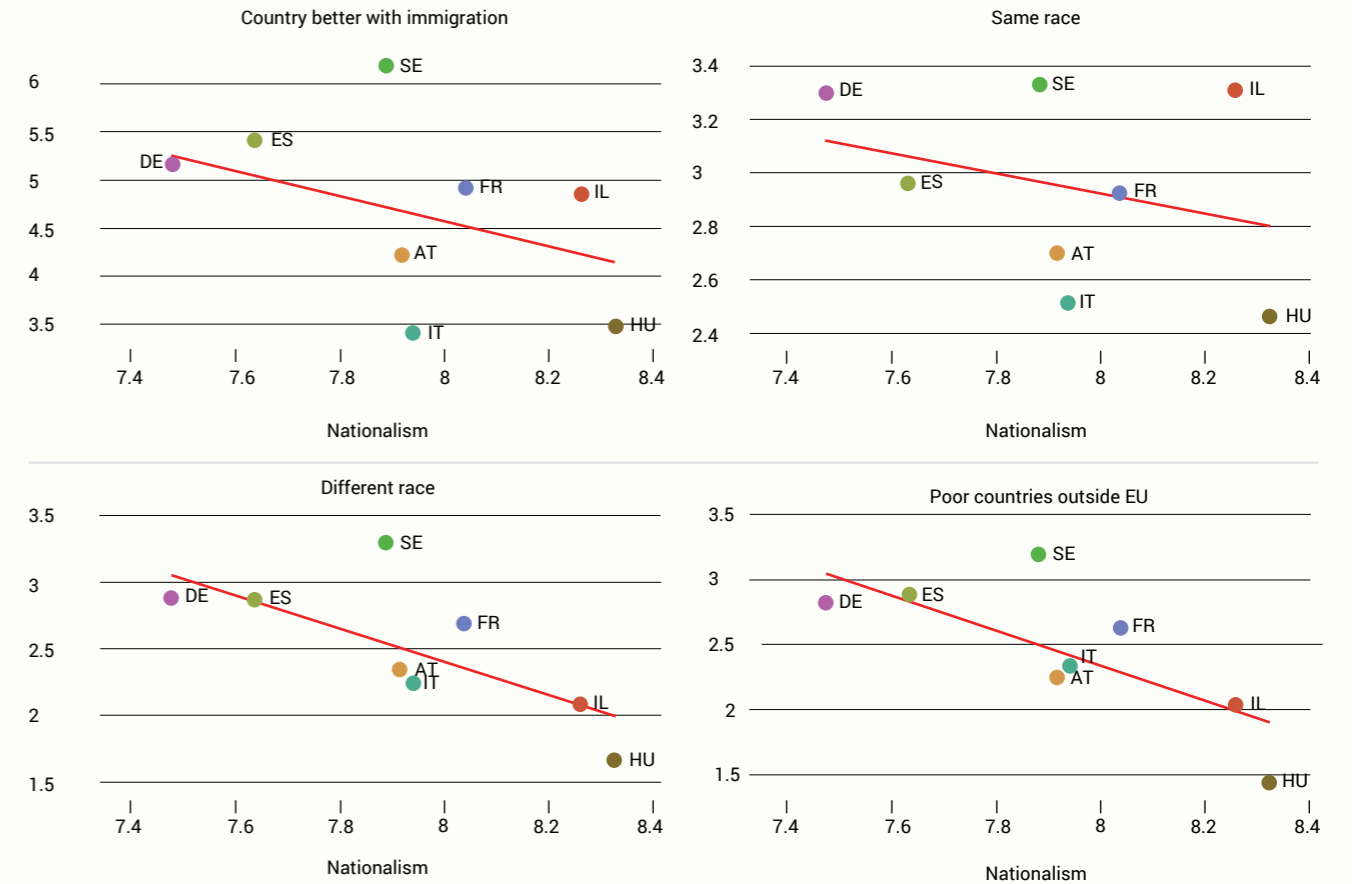 Country better with immigration
6
5.5
5
4.5
4
3.5
SE
ES
DE
FR
IL
AT
IT
HU
7.4 7.6 7.8 8 8.2 8.4
Nationalism
Same race
3.4
3.2
3
2.8
2.6
2.4
DE
SE
IL
ES
FR
AT
IT
HU
7.4 7.6 7.8 8 8.2 8.4
Nationalism
Different race
3.5
3
2.5
2
1.5
SE
DE
ES
FR
AT
IT
IL
HU
7.4 7.6 7.8 8 8.2 8.4
Nationalism
Poor countries outside EU
3.5
3
2.5
2
1.5
SE
ES
DE
FR
IT
AT
IL
HU
7.4 7.6 7.8 8 8.2 8.4
Nationalism